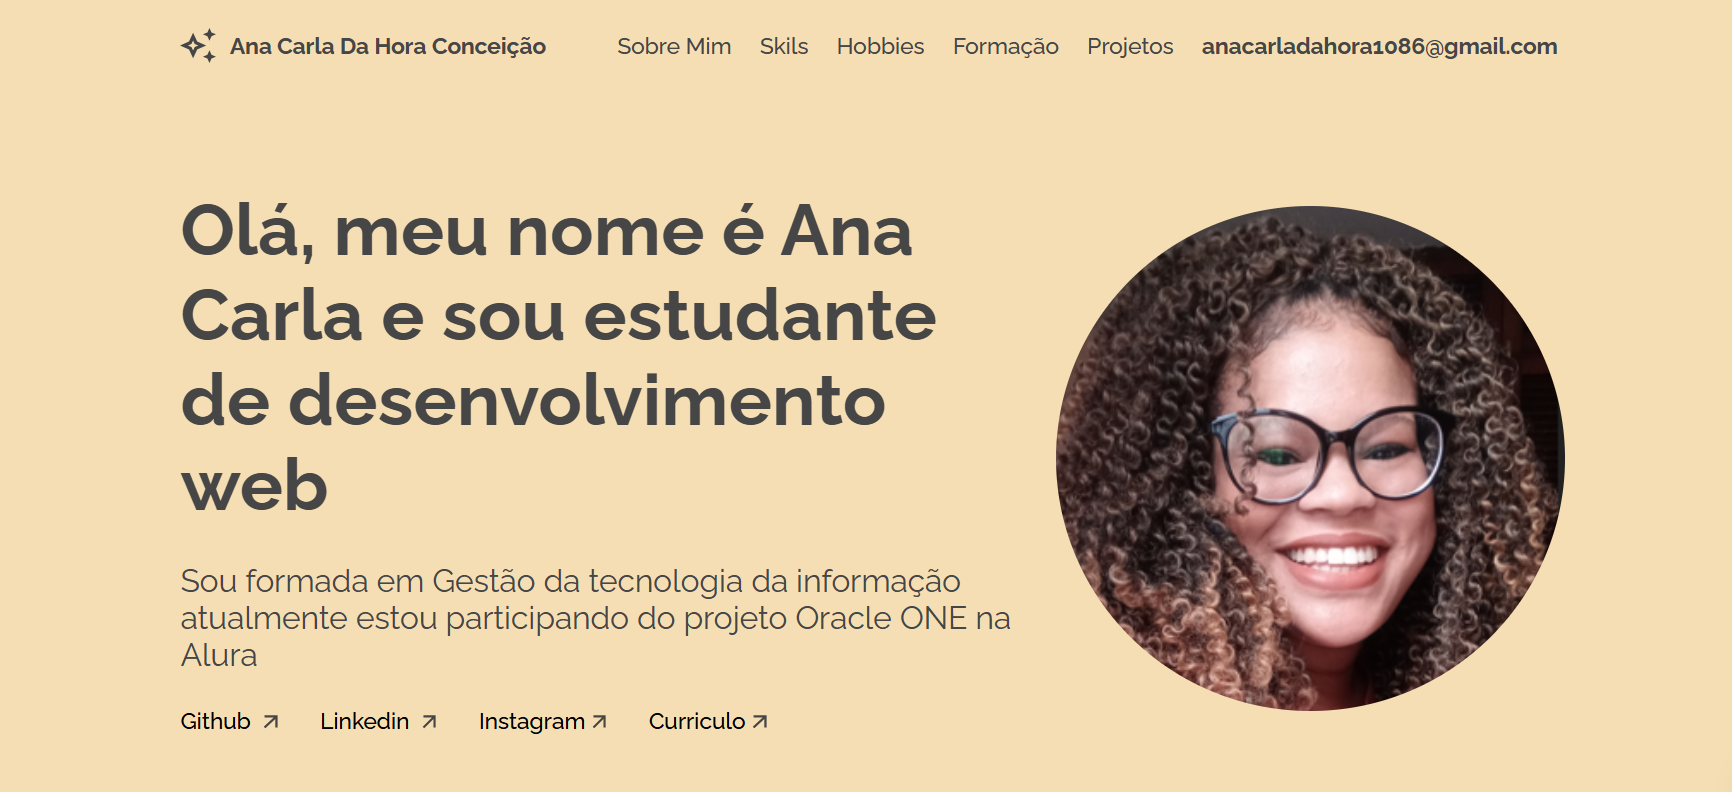 Ana Carla Da Hora Conceição
Sobre Mim
Skils
Hobbies
Formação
Projetos
anacarladahora1086@gmail.com
Olá, meu nome é Ana
Carla e sou estudante
de desenvolvimento
web
Sou formada em Gestão da tecnologia da informação
atualmente estou participando do projeto Oracle ONE na
Alura
Github
Linkedin
Instagram
Curriculo